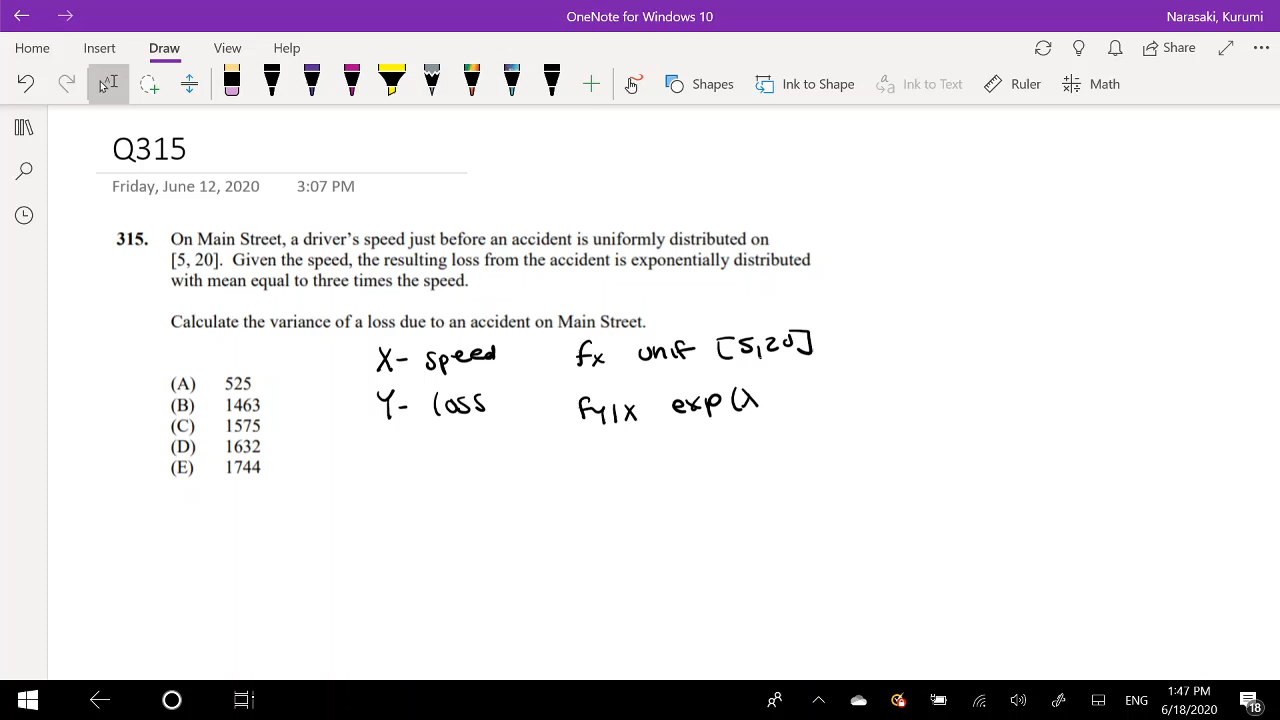 OneNote for Windows 10
Narasaki, Kurumi
Home Insert Draw View Help
Share
Shapes
Ink to Shape
Ink to Text
Ruler
Math
Q315
Friday, June 12, 2020 3:07 PM
315. On Main Street, a driver's speed just before an accident is uniformly distributed on
[5, 20]. Given the speed, the resulting loss from the accident is exponentially distributed
with mean equal to three times the speed.
Calculate the variance of a loss due to an accident on Main Street.
X- speed fx unif [5,20]
(A) 525
Y- loss fY|X exp(λ
(B) 1463
(C) 1575
(D) 1632
(E) 1744
ENG
1:47 PM
6/18/2020
18